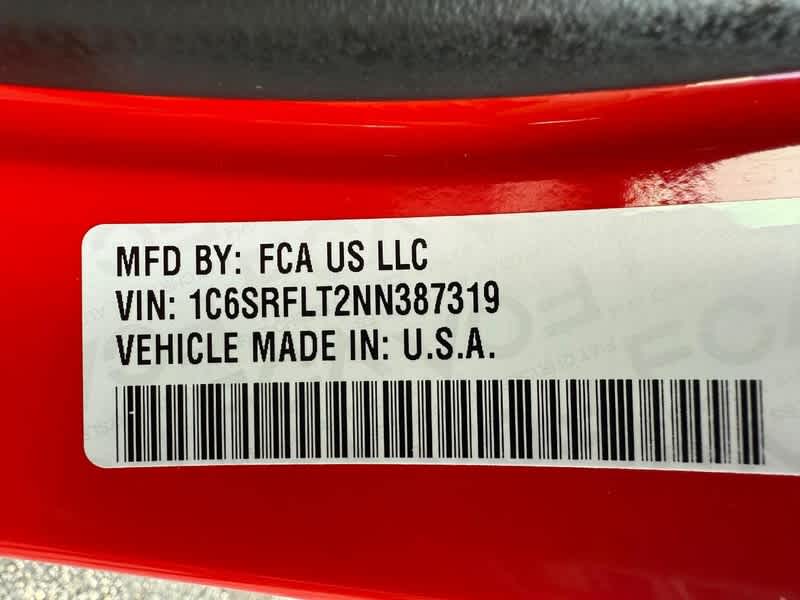 MFD BY: FCA US LLC
VIN: 1C6SRFLT2NN387319
VEHICLE MADE IN: U.S.A.